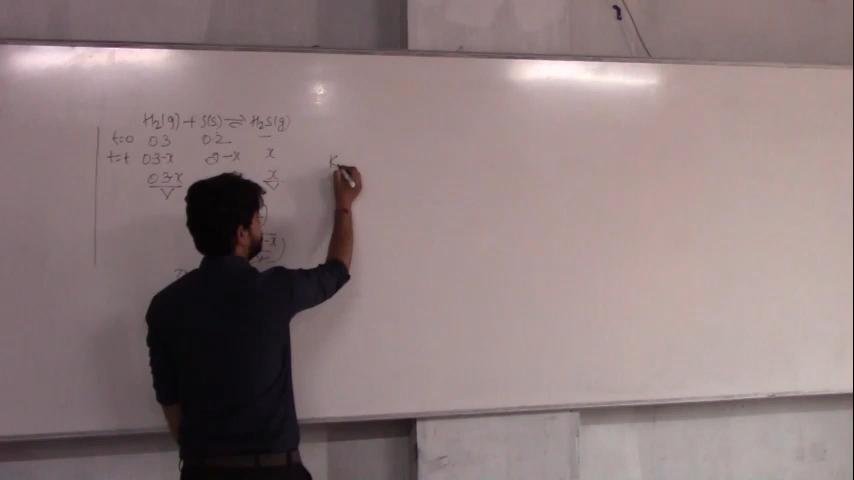 H₂(g) + S(s) ⇌ H₂S(g)
t=0 0.3 0.2 —
t=t 0.3-x 0.2-x x
0.3-x/V x/V
-x
K